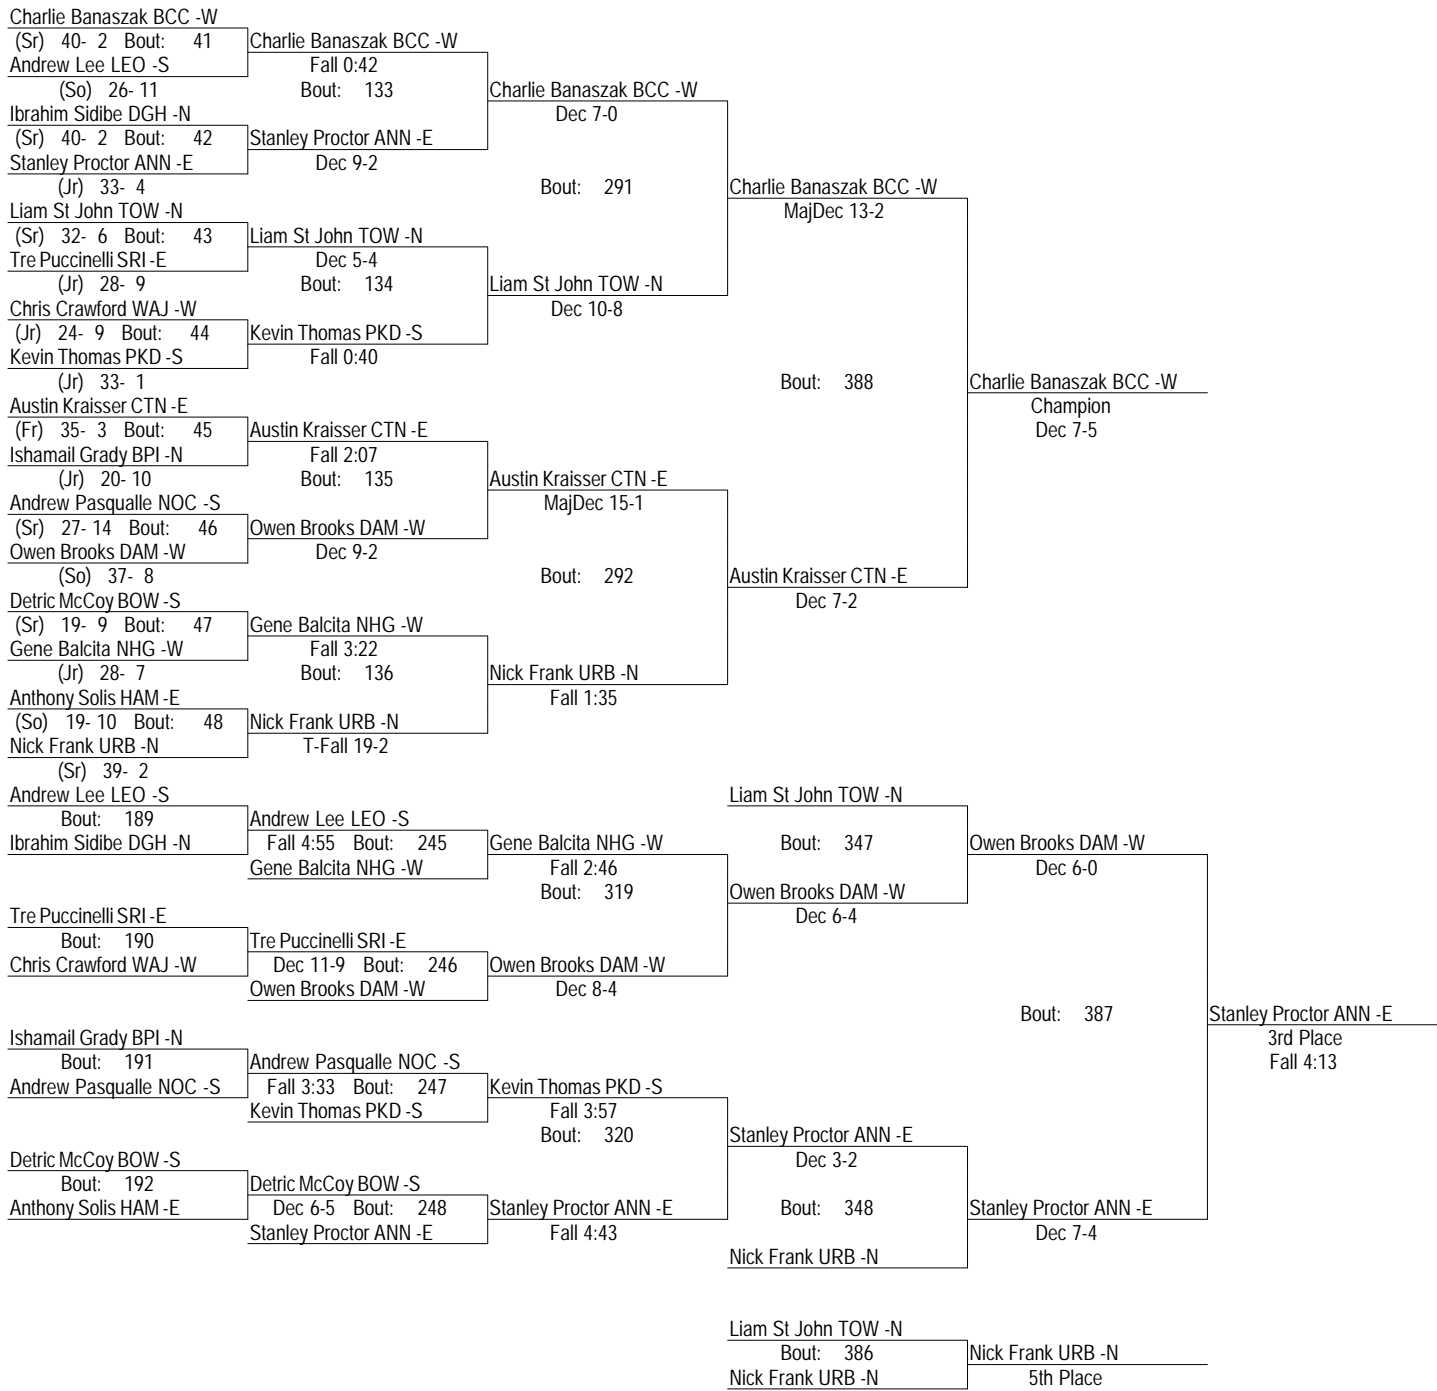 Charlie Banaszak BCC -W
(Sr) 40- 2 Bout: 41
Charlie Banaszak BCC -W
Andrew Lee LEO -S
Fall 0:42
(So) 26- 11
Bout: 133
Charlie Banaszak BCC -W
Ibrahim Sidibe DGH -N
Dec 7-0
(Sr) 40- 2 Bout: 42
Stanley Proctor ANN -E
Stanley Proctor ANN -E
Dec 9-2
(Jr) 33- 4
Bout: 291
Charlie Banaszak BCC -W
Liam St John TOW -N
MajDec 13-2
(Sr) 32- 6 Bout: 43
Liam St John TOW -N
Tre Puccinelli SRI -E
Dec 5-4
(Jr) 28- 9
Bout: 134
Liam St John TOW -N
Chris Crawford WAJ -W
Dec 10-8
(Jr) 24- 9 Bout: 44
Kevin Thomas PKD -S
Kevin Thomas PKD -S
Fall 0:40
(Jr) 33- 1
Bout: 388
Charlie Banaszak BCC -W
Austin Kraisser CTN -E
Champion
(Fr) 35- 3 Bout: 45
Austin Kraisser CTN -E
Dec 7-5
Ishamail Grady BPI -N
Fall 2:07
(Jr) 20- 10
Bout: 135
Austin Kraisser CTN -E
Andrew Pasqualle NOC -S
MajDec 15-1
(Sr) 27- 14 Bout: 46
Owen Brooks DAM -W
Owen Brooks DAM -W
Dec 9-2
(So) 37- 8
Bout: 292
Austin Kraisser CTN -E
Detric McCoy BOW -S
Dec 7-2
(Sr) 19- 9 Bout: 47
Gene Balcita NHG -W
Gene Balcita NHG -W
Fall 3:22
(Jr) 28- 7
Bout: 136
Nick Frank URB -N
Anthony Solis HAM -E
Fall 1:35
(So) 19- 10 Bout: 48
Nick Frank URB -N
Nick Frank URB -N
T-Fall 19-2
(Sr) 39- 2
Andrew Lee LEO -S
Liam St John TOW -N
Bout: 189
Andrew Lee LEO -S
Ibrahim Sidibe DGH -N
Fall 4:55 Bout: 245
Gene Balcita NHG -W
Bout: 347
Owen Brooks DAM -W
Gene Balcita NHG -W
Fall 2:46
Dec 6-0
Bout: 319
Owen Brooks DAM -W
Tre Puccinelli SRI -E
Dec 6-4
Bout: 190
Tre Puccinelli SRI -E
Chris Crawford WAJ -W
Dec 11-9 Bout: 246
Owen Brooks DAM -W
Owen Brooks DAM -W
Dec 8-4
Bout: 387
Stanley Proctor ANN -E
Ishamail Grady BPI -N
3rd Place
Bout: 191
Andrew Pasqualle NOC -S
Fall 4:13
Andrew Pasqualle NOC -S
Fall 3:33 Bout: 247
Kevin Thomas PKD -S
Kevin Thomas PKD -S
Fall 3:57
Bout: 320
Stanley Proctor ANN -E
Detric McCoy BOW -S
Dec 3-2
Bout: 192
Detric McCoy BOW -S
Anthony Solis HAM -E
Dec 6-5 Bout: 248
Stanley Proctor ANN -E
Bout: 348
Stanley Proctor ANN -E
Stanley Proctor ANN -E
Fall 4:43
Dec 7-4
Nick Frank URB -N
Liam St John TOW -N
Bout: 386
Nick Frank URB -N
Nick Frank URB -N
5th Place